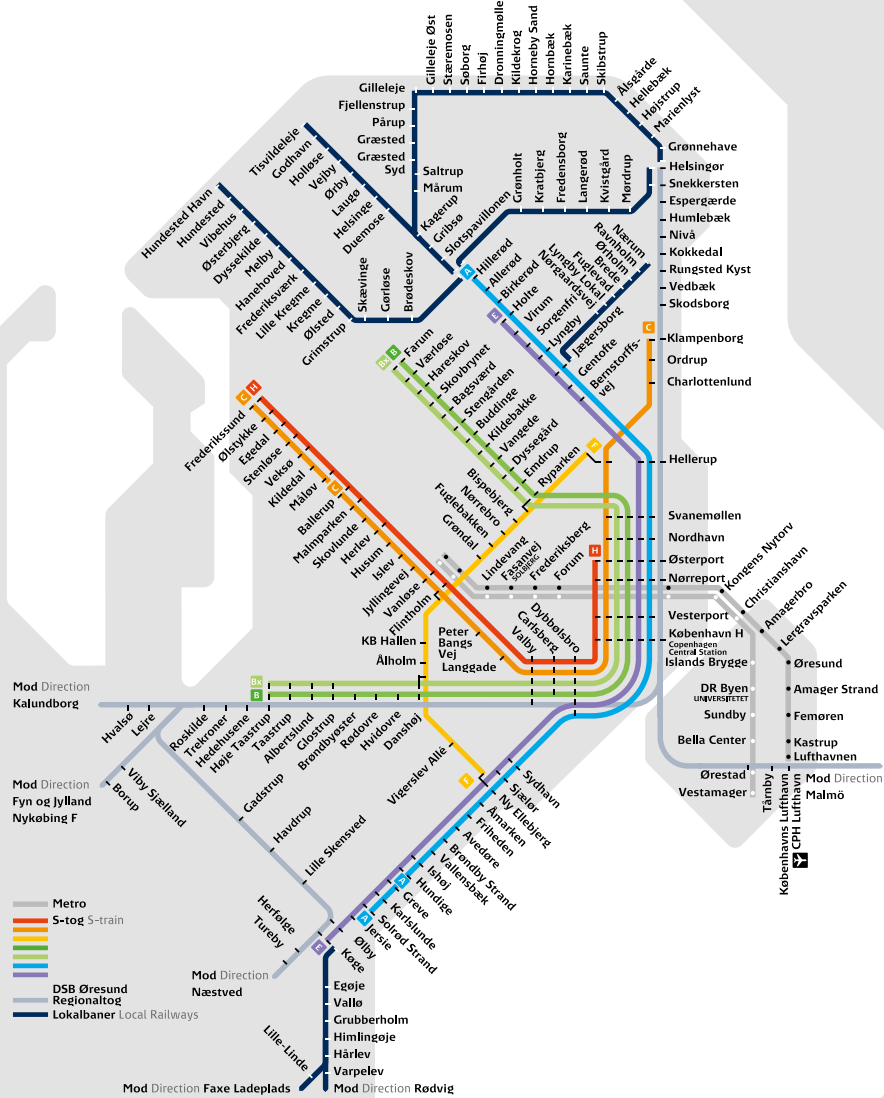 Gilleleje Øst
Stæremosen
Søborg
Firhøj
Dronningmølle
Kildekrog
Horneby Sand
Hornbæk
Karinebæk
Saunte
Skibstrup
Ålsgårde
Hellebæk
Højstrup
Marienlyst
Gilleleje
Fjellenstrup
Pårup
Græsted
Græsted
Syd
Saltrup
Mårum
Kagerup
Gribsø
Slotspavillonen
Tisvildeleje
Godhavn
Holløse
Vejby
Ørby
Laugø
Helsinge
Duemose
Grønholt
Kratbjerg
Fredensborg
Langerød
Kvistgård
Mørdrup
Grønnehave
Helsingør
Snekkersten
Espergærde
Humlebæk
Nivå
Kokkedal
Rungsted Kyst
Vedbæk
Skodsborg
Hundested Havn
Hundested
Vibehus
Østerbjerg
Dyssekilde
Melby
Hanehoved
Frederiksværk
Lille Kregme
Kregme
Ølsted
Grimstrup
Skævinge
Gørløse
Brødeskov
A
Hillerød
Allerød
Birkerød
E
Holte
Virum
Sorgenfri
Lyngby
Nærum
Ravnholm
Ørholm
Brede
Fuglevad
Lyngby Lokal
Nørgaardsvej
Jægersborg
Gentofte
Bernstorffs-
vej
C
Klampenborg
Ordrup
Charlottenlund
Bx
B
Farum
Værløse
Hareskov
Skovbrynet
Bagsværd
Stengården
Buddinge
Kildebakke
Vangede
Dyssegård
Emdrup
Ryparken
F
Hellerup
Svanemøllen
Nordhavn
Østerport
Nørreport
Vesterport
København H
Copenhagen
Central Station
C
H
Frederikssund
Ølstykke
Egedal
Stenløse
Veksø
Kildedal
Måløv
C
Ballerup
Malmparken
Skovlunde
Herlev
Husum
Islev
Jyllingevej
Vanløse
Flintholm
Bispebjerg
Nørrebro
Fuglebakken
Grøndal
Lindevang
Fasanvej
SOLBJERG
Frederiksberg
Forum
H
Kongens Nytorv
Christianshavn
Amagerbro
Lergravsparken
KB Hallen
Ålholm
Peter
Bangs
Vej
Langgade
Valby
Carlsberg
Dybbølsbro
Islands Brygge
DR Byen
UNIVERSITETET
Sundby
Bella Center
Ørestad
Vestamager
Øresund
Amager Strand
Femøren
Kastrup
Lufthavnen
Tårnby
Københavns Lufthavn
CPH Lufthavn
Mod Direction
Malmö
Mod Direction
Kalundborg
Bx
B
Hvalsø
Lejre
Roskilde
Trekroner
Hedehusene
Høje Taastrup
Taastrup
Albertslund
Glostrup
Brøndbyøster
Rødovre
Hvidovre
Danshøj
Vigerslev Allé
F
Mod Direction
Fyn og Jylland
Nykøbing F
Borup
Viby Sjælland
Gadstrup
Havdrup
Lille Skensved
Herfølge
Tureby
Mod Direction
Næstved
Sydhavn
Sjælør
Ny Ellebjerg
Åmarken
Friheden
Avedøre
Brøndby Strand
Vallensbæk
Ishøj
A
Hundige
Greve
Karlslunde
Solrød Strand
A
Jersie
Ølby
E
Køge
Egøje
Vallø
Grubberholm
Himlingøje
Hårlev
Varpelev
Lille-Linde
Mod Direction Faxe Ladeplads
Mod Direction Rødvig
Metro
S-tog S-train
DSB Øresund
Regionaltog
Lokalbaner Local Railways